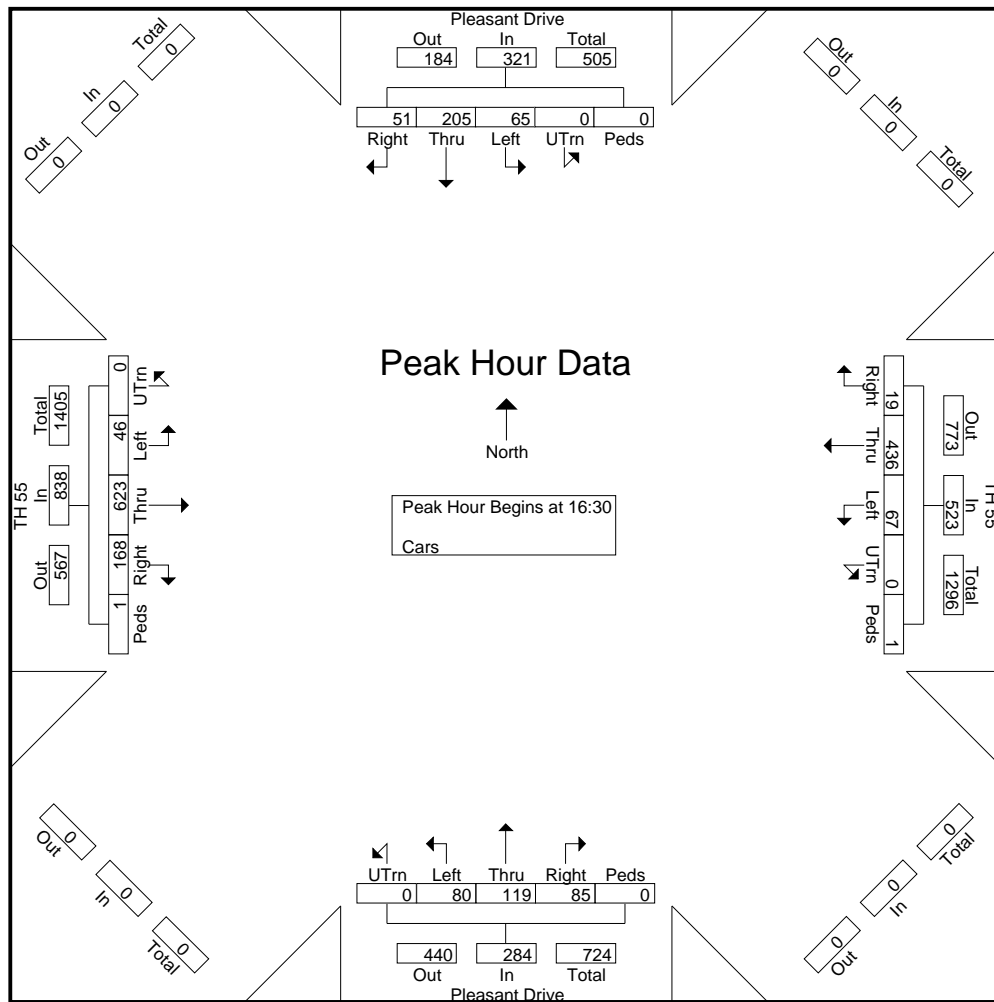 Pleasant Drive
Out In Total
184 321 505
51 205 65 0 0
Right Thru Left UTrn Peds
Out In Total
0 0 0
Out In Total
0 0 0
TH 55
Out In Total
567 838 1405
1 168 623 46 0
Peds Right Thru Left UTrn
Peak Hour Data
North
Peak Hour Begins at 16:30
Cars
Right Thru Left UTrn Peds
19 436 67 0 1
Out In Total
773 523 1296
TH 55
Out In Total
0 0 0
Out In Total
0 0 0
UTrn Left Thru Right Peds
0 80 119 85 0
440 284 724
Out In Total
Pleasant Drive